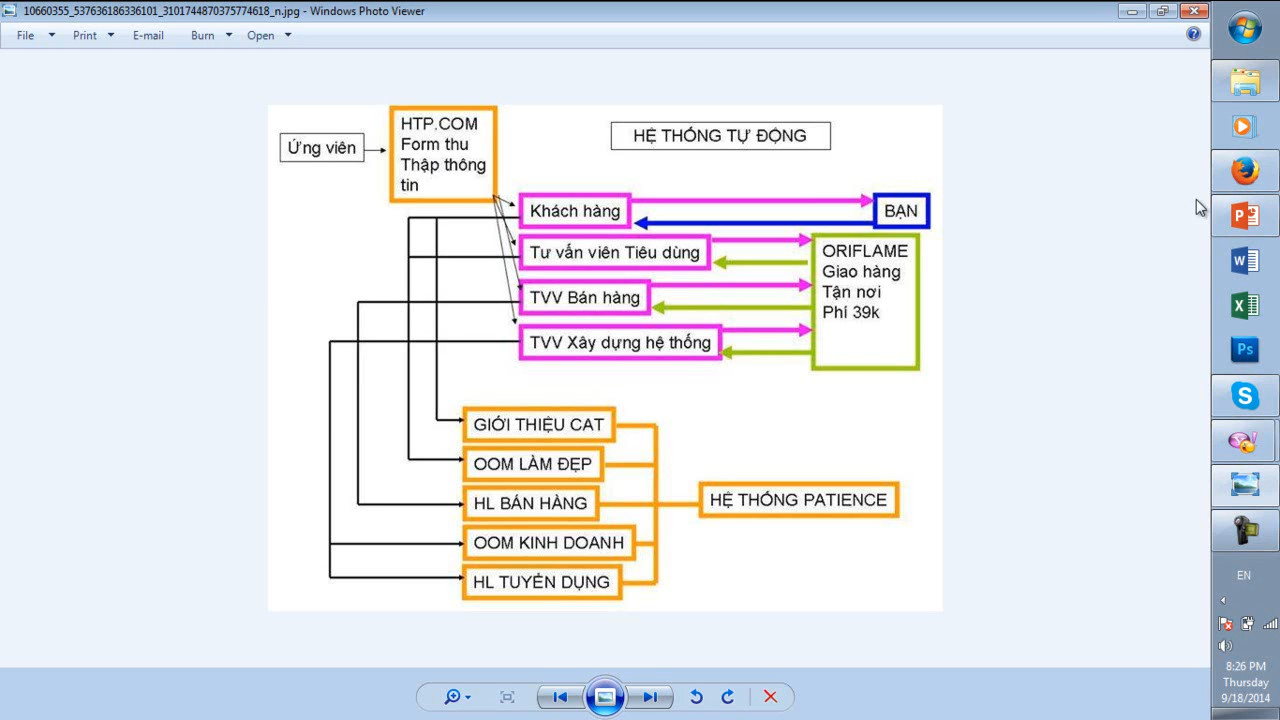 10660355_537636186336101_3101744870375774618_n.jpg - Windows Photo Viewer
File Print E-mail Burn Open
HTP.COM
Form thu
Thập thông
tin
Ứng viên
HỆ THỐNG TỰ ĐỘNG
Khách hàng
BẠN
Tư vấn viên Tiêu dùng
TVV Bán hàng
TVV Xây dựng hệ thống
ORIFLAME
Giao hàng
Tận nơi
Phí 39k
GIỚI THIỆU CAT
OOM LÀM ĐẸP
HL BÁN HÀNG
OOM KINH DOANH
HL TUYỂN DỤNG
HỆ THỐNG PATIENCE
EN
8:26 PM
Thursday
9/18/2014